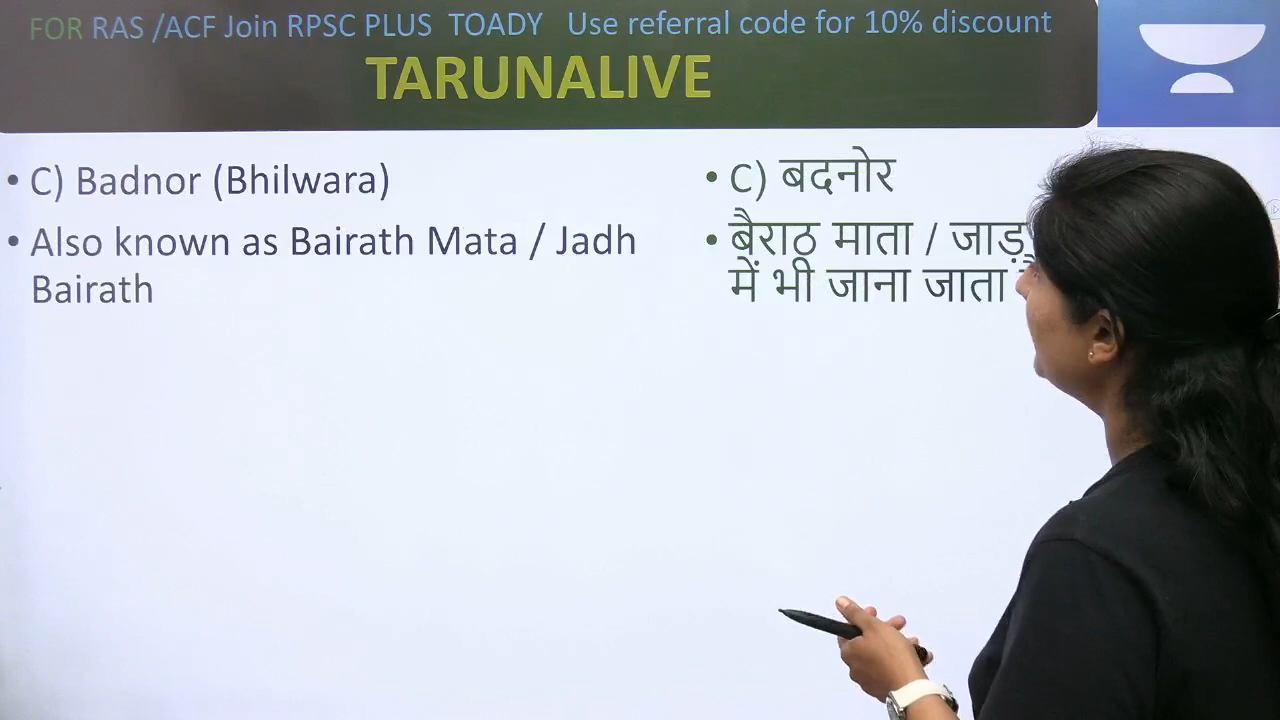 FOR RAS /ACF Join RPSC PLUS TOADY Use referral code for 10% discount
TARUNALIVE
• C) Badnor (Bhilwara)
• Also known as Bairath Mata / Jadh
Bairath
• C) बदनोर
• बैराठ माता / जाड़
में भी जाना जाता